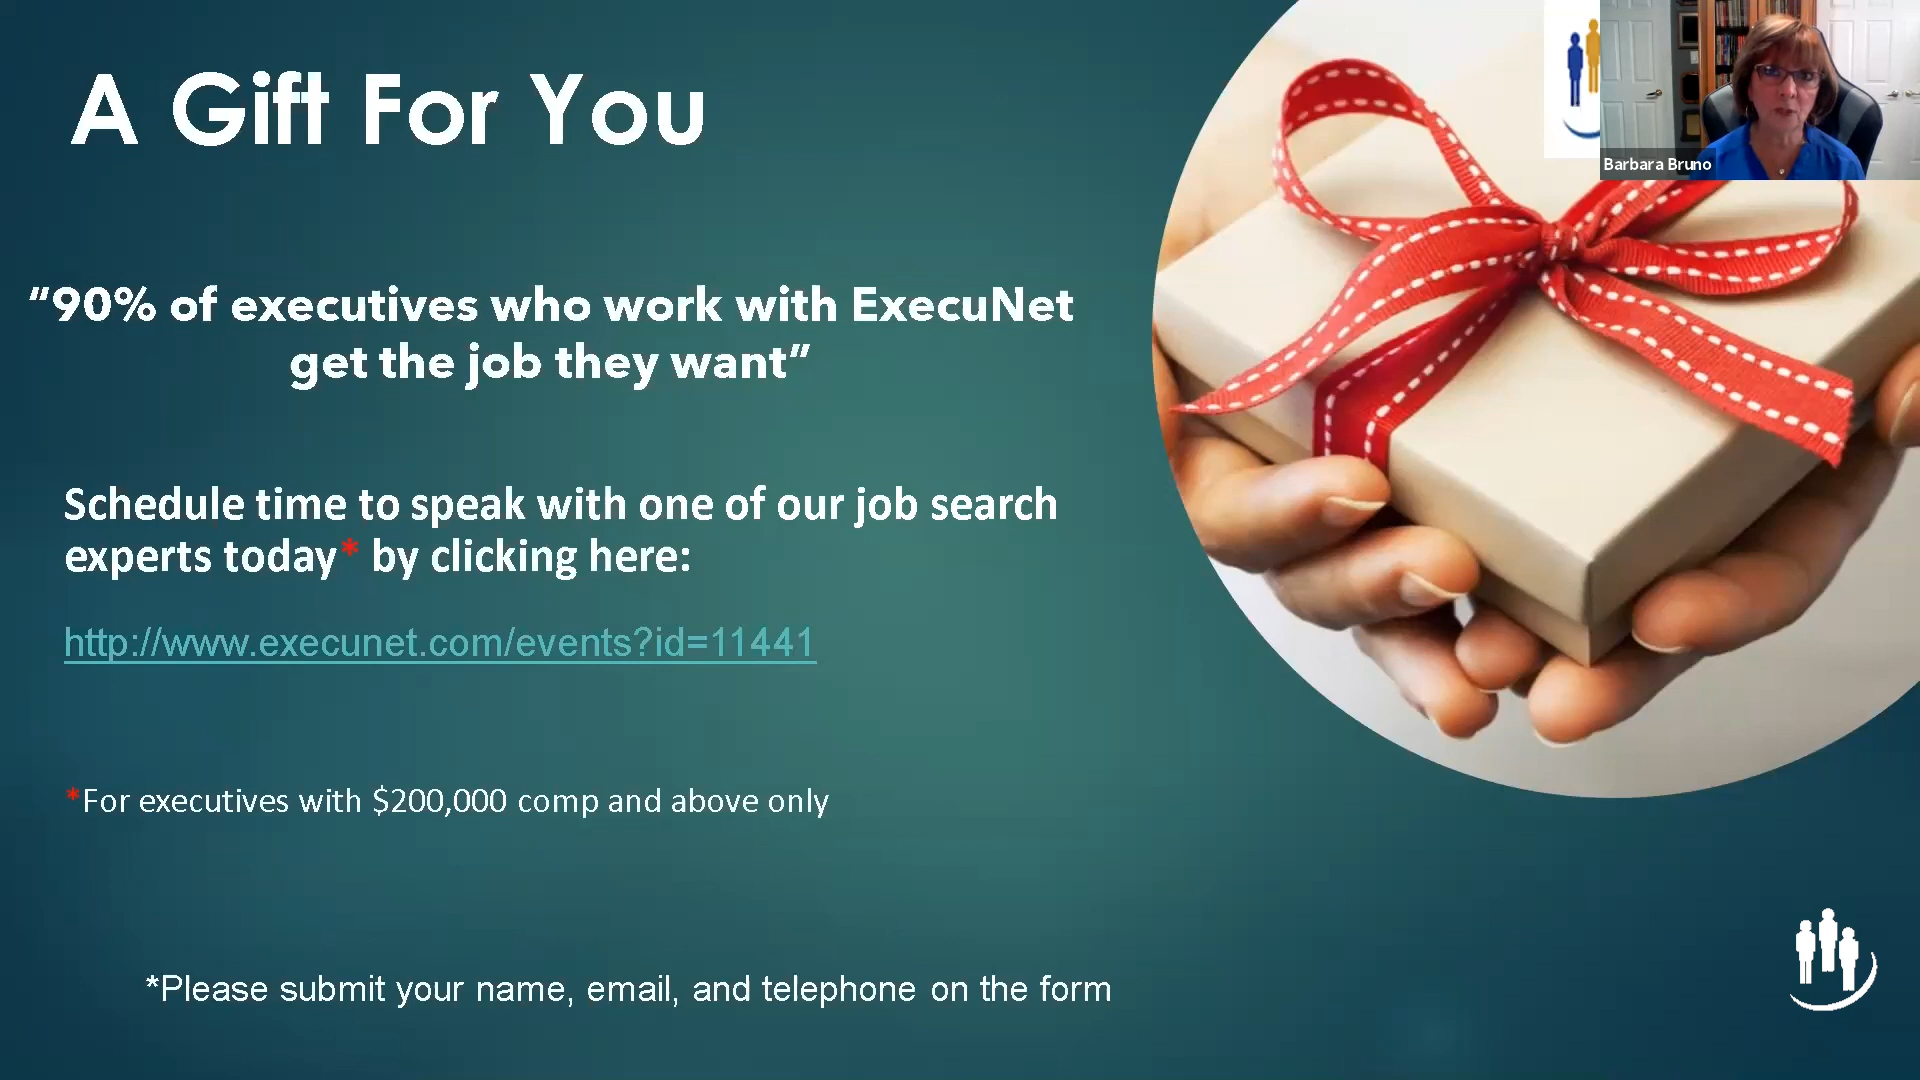 A Gift For You
Barbara Bruno
“90% of executives who work with ExecuNet
get the job they want”
Schedule time to speak with one of our job search
experts today* by clicking here:
http://www.execunet.com/events?id=11441
*For executives with $200,000 comp and above only
*Please submit your name, email, and telephone on the form